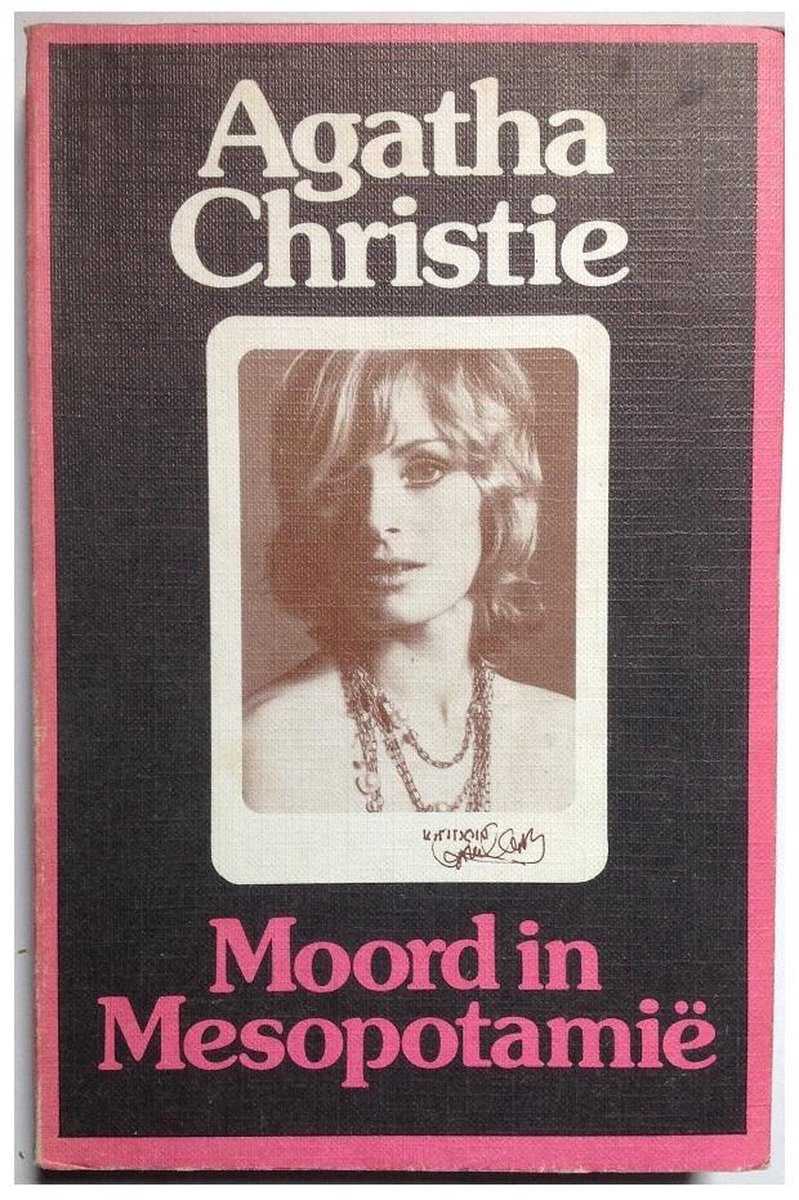 Agatha
Christie
Moord in
Mesopotamië